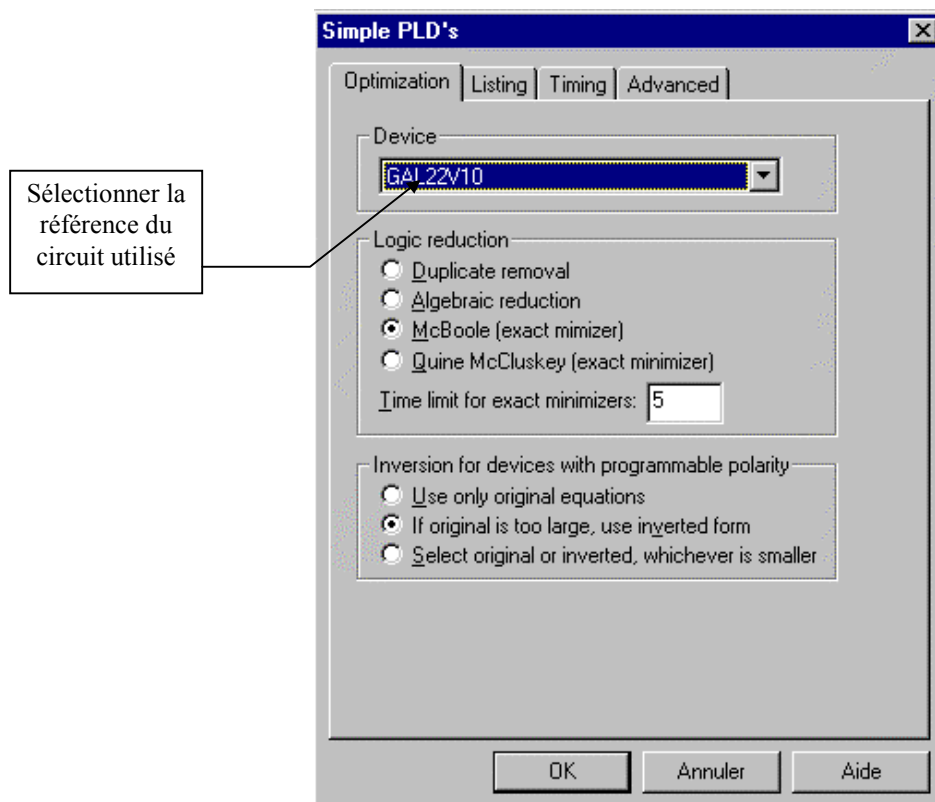 Simple PLD's
Optimization Listing Timing Advanced
Device
GAL22V10
Sélectionner la
référence du
circuit utilisé
Logic reduction
Duplicate removal
Algebraic reduction
McBoole (exact mimizer)
Quine McCluskey (exact minimizer)
Time limit for exact minimizers: 5
Inversion for devices with programmable polarity
Use only original equations
If original is too large, use inverted form
Select original or inverted, whichever is smaller
OK Annuler Aide